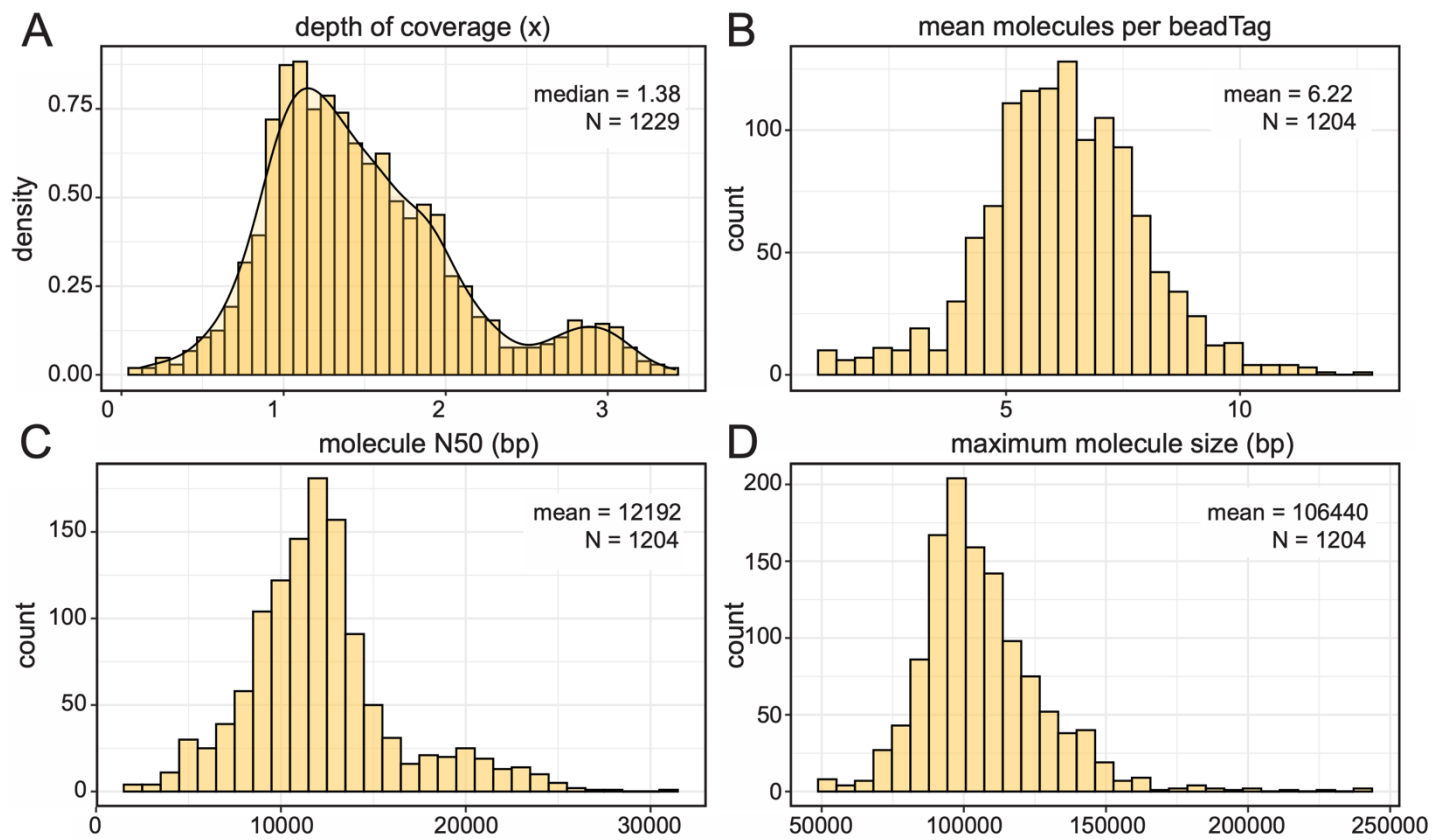 A
depth of coverage (x)
density
0.75
0.50
0.25
0.00
median = 1.38
N = 1229
0
1
2
3
B
mean molecules per beadTag
count
100
50
0
mean = 6.22
N = 1204
5
10
C
molecule N50 (bp)
count
150
100
50
0
mean = 12192
N = 1204
0
10000
20000
30000
D
maximum molecule size (bp)
count
200
150
100
50
0
mean = 106440
N = 1204
50000
100000
150000
200000
250000